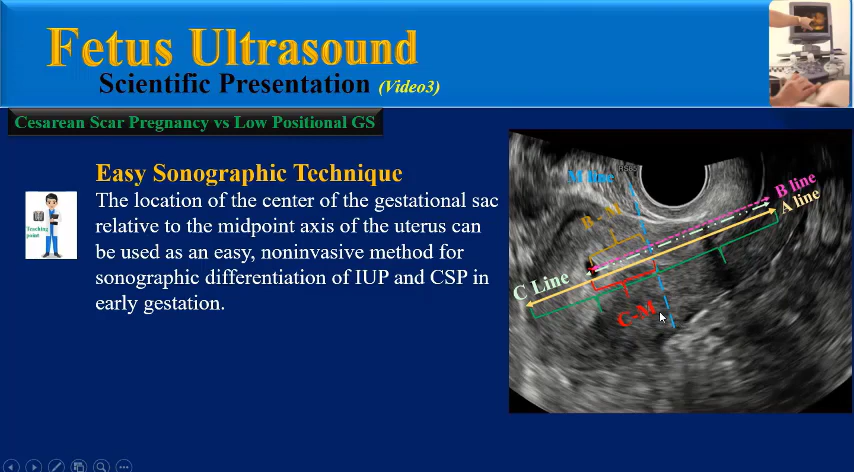 Fetus Ultrasound
Scientific Presentation (Video3)
Cesarean Scar Pregnancy vs Low Positional GS
Easy Sonographic Technique
The location of the center of the gestational sac
relative to the midpoint axis of the uterus can
be used as an easy, noninvasive method for
sonographic differentiation of IUP and CSP in
early gestation.
Teaching
point
M line
B line
A line
B - M
C Line
C-M